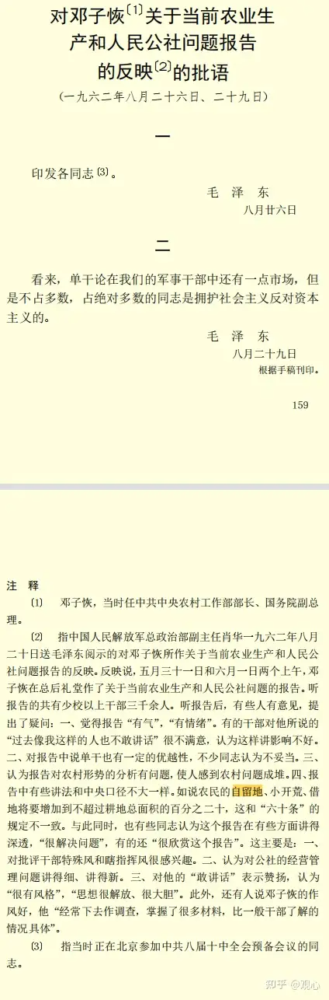 对邓子恢〔1〕关于当前农业生
产和人民公社问题报告
的反映〔2〕的批语
（一九六二年八月二十六日、二十九日）
一
印发各同志〔3〕。
毛 泽 东
八月廿六日
二
看来，单干论在我们的军事干部中还有一点市场，但
是不占多数，占绝对多数的同志是拥护社会主义反对资本
主义的。
毛 泽 东
八月二十九日
根据手稿刊印。
159
注 释
〔1〕 邓子恢，当时任中共中央农村工作部部长、国务院副总
理。
〔2〕 指中国人民解放军总政治部副主任肖华一九六二年八月
二十日送毛泽东阅示的对邓子恢所作关于当前农业生产和人民公
社问题报告的反映。反映说，五月三十一日和六月一日两个上午，邓
子恢在总后礼堂作了关于当前农业生产和人民公社问题的报告。听
报告的共有少校以上干部三千余人。听报告后，有些人有意见，提
出了疑问：一、觉得报告“有气”，“有情绪”。有的干部对他所说的
“过去像我这样的人也不敢讲话”很不满意，认为这样讲影响不好。
二、对报告中说单干也有一定的优越性，不少同志认为不妥当。三、
认为报告对农村形势的分析有问题，使人感到农村问题成堆。四、报
告中有些讲法和中央口径不大一样。如说农民的自留地、小开荒、借
地将要增加到不超过耕地总面积的百分之二十，这和“六十条”的
规定不一致。与此同时，也有些同志认为这个报告在有些方面讲得
深透，“很解决问题”，有的还“很欣赏这个报告”。这主要是：一、
对批评干部特殊风和瞎指挥风很感兴趣。二、认为对公社的经营管
理问题讲得细、讲得新。三、对他的“敢讲话”表示赞扬，认为
“很有风格”，“思想很解放、很大胆”。此外，还有人说邓子恢的作
风好，他“经常下去作调查，掌握了很多材料，比一般干部了解的
情况具体”。
〔3〕 指当时正在北京参加中共八届十中全会预备会议的同
志。
知乎 @观心